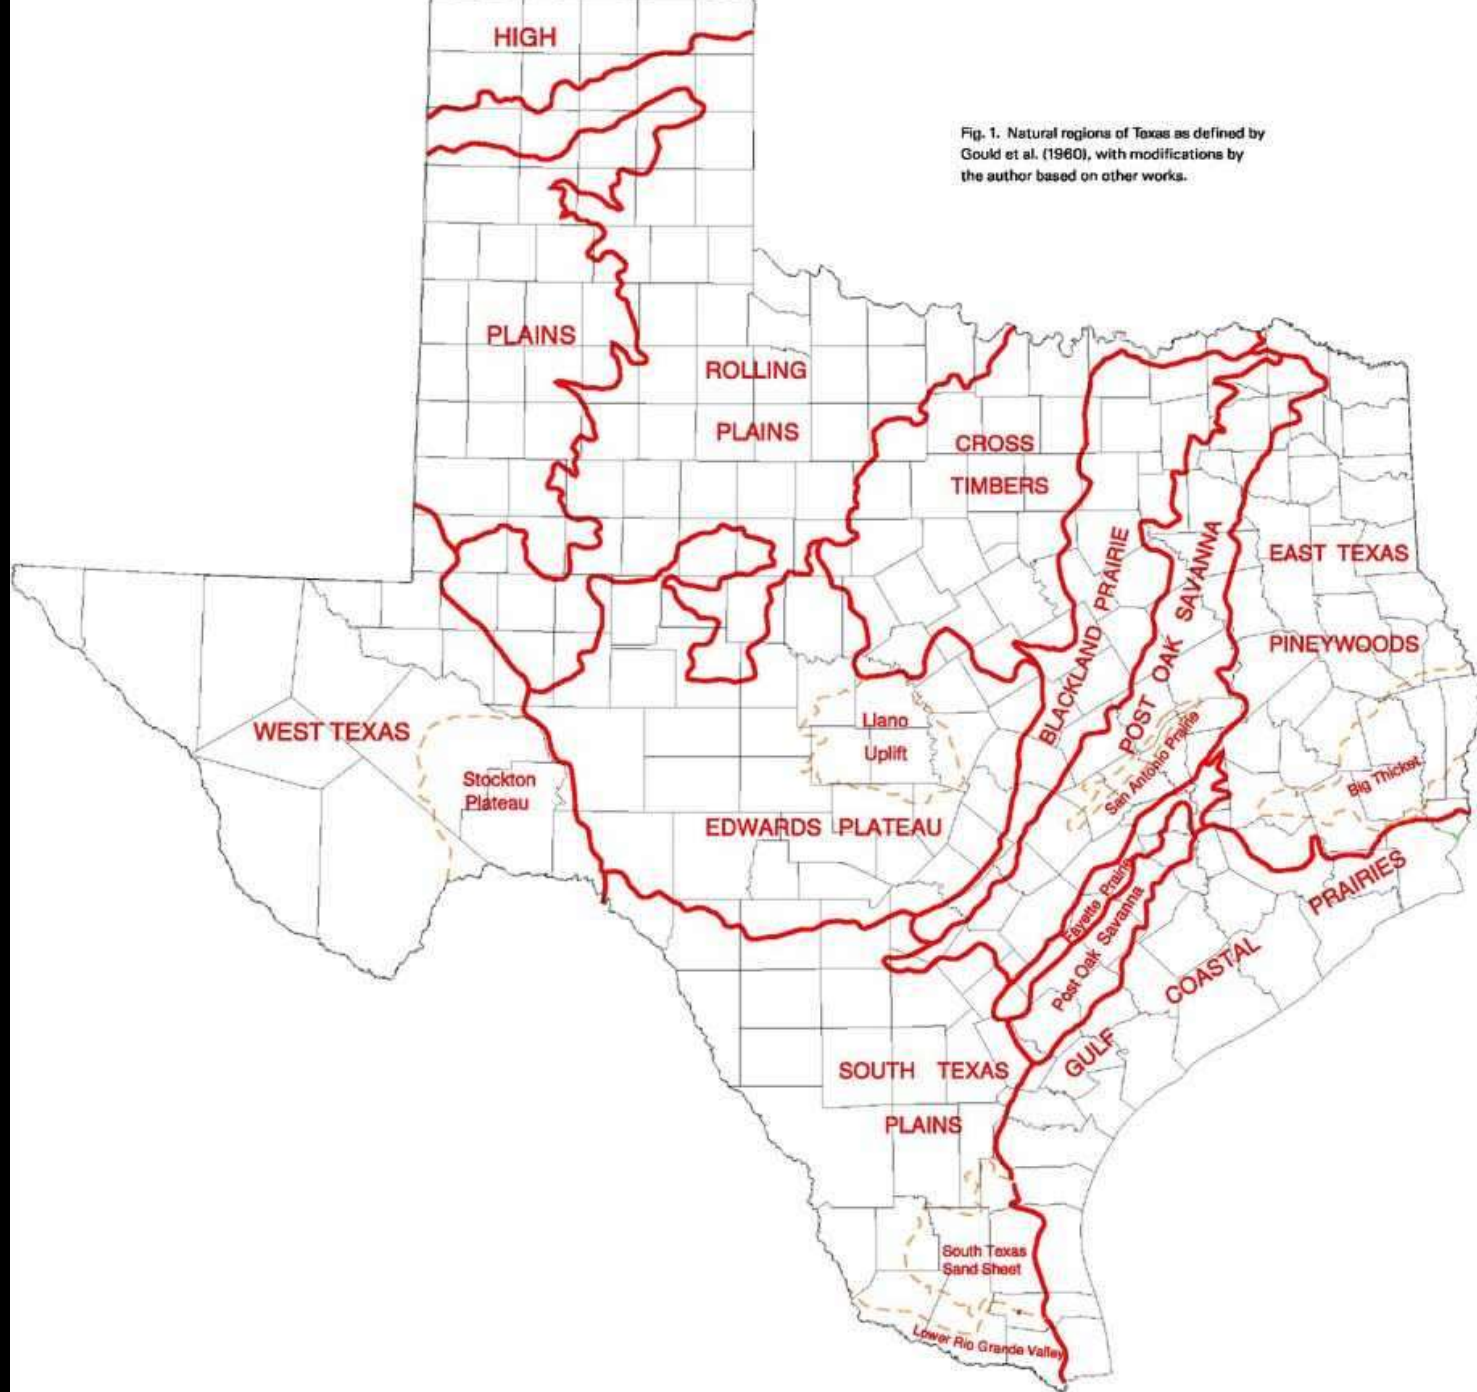 HIGH
Fig. 1. Natural regions of Texas as defined by
Gould et al. (1960), with modifications by
the author based on other works.
PLAINS
ROLLING
PLAINS
CROSS
TIMBERS
BLACKLAND PRAIRIE
POST OAK SAVANNA
EAST TEXAS
PINEYWOODS
WEST TEXAS
Stockton
Plateau
Llano
Uplift
San Antonio Prairie
Big Thicket
EDWARDS PLATEAU
Fayette Prairie
Post Oak Savanna
GULF COASTAL PRAIRIES
SOUTH TEXAS
PLAINS
South Texas
Sand Sheet
Lower Rio Grande Valley